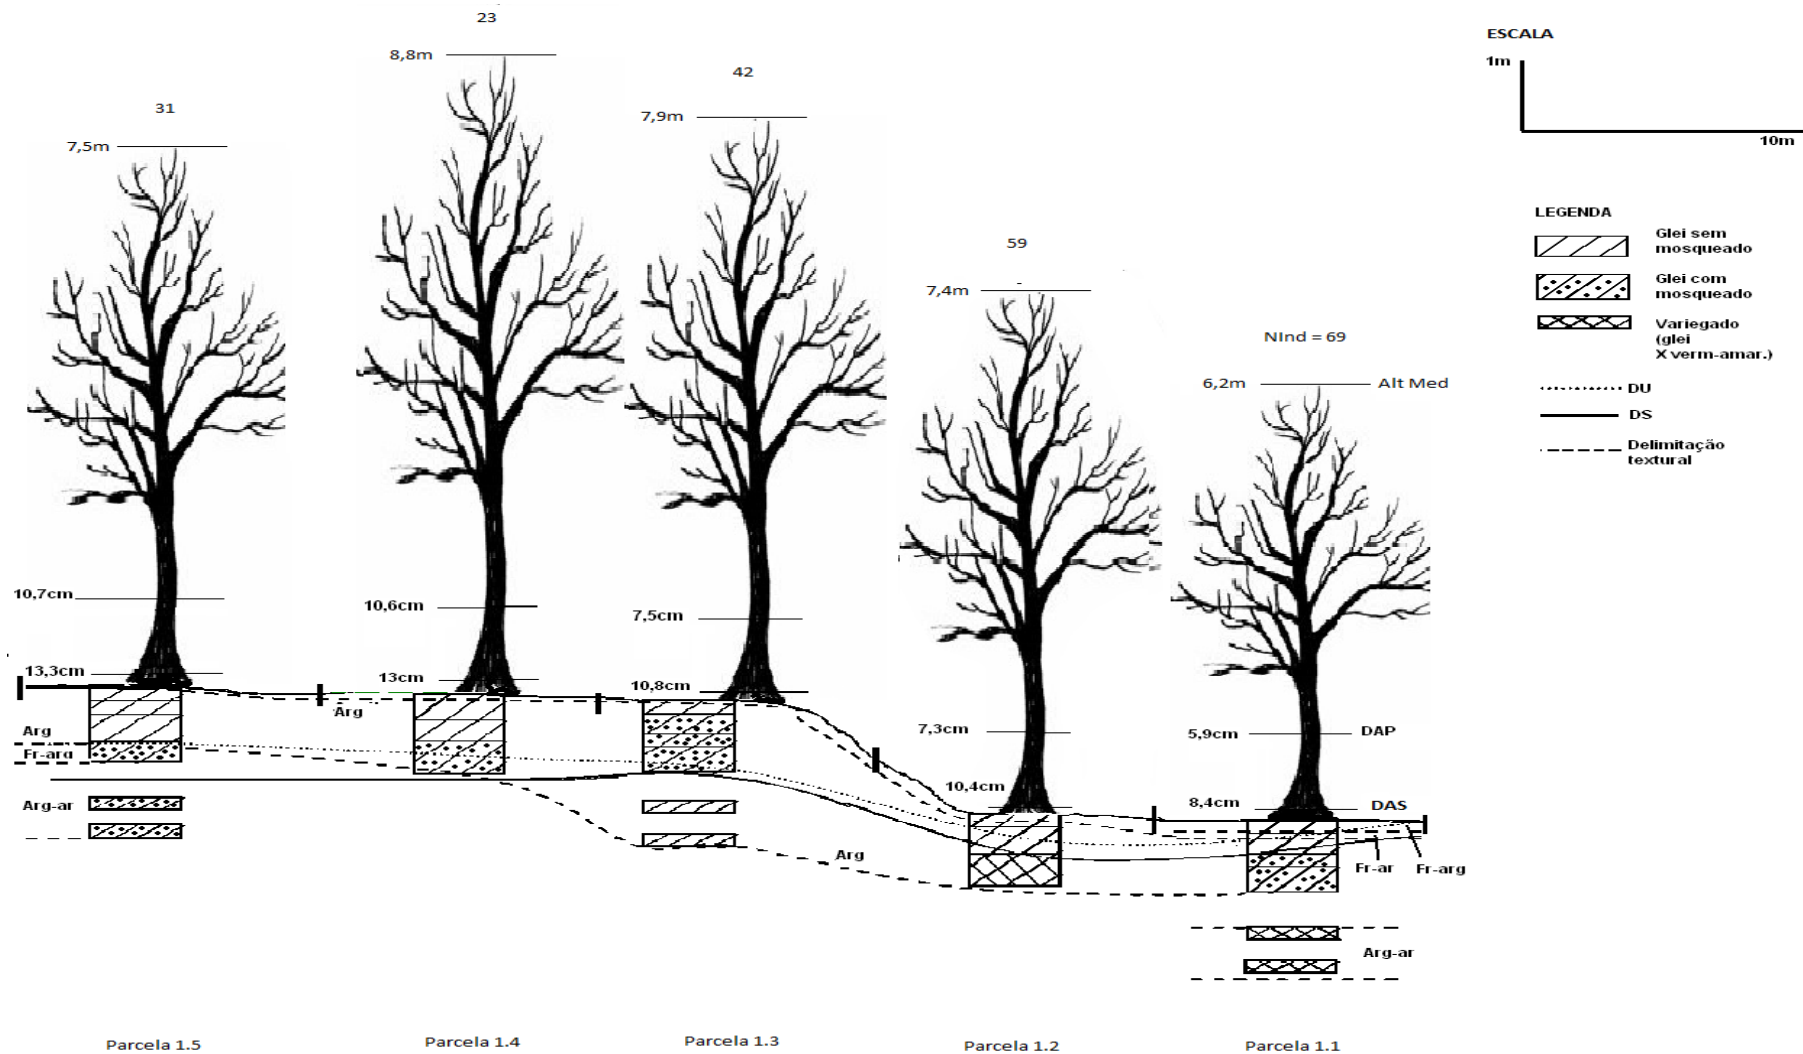 23
8,8m
42
7,9m
31
7,5m
59
7,4m
NInd = 69
6,2m
Alt Med
ESCALA
1m
10m
LEGENDA
Glei sem
mosqueado
Glei com
mosqueado
Variegado
(glei
X verm-amar.)
DU
DS
Delimitação
textural
10,7cm
10,6cm
7,5cm
7,3cm
5,9cm
DAP
13,3cm
13cm
10,8cm
10,4cm
8,4cm
DAS
Arg
Arg
Fr-arg
Arg-ar
Arg
Fr-ar
Fr-arg
Arg-ar
Parcela 1.5
Parcela 1.4
Parcela 1.3
Parcela 1.2
Parcela 1.1